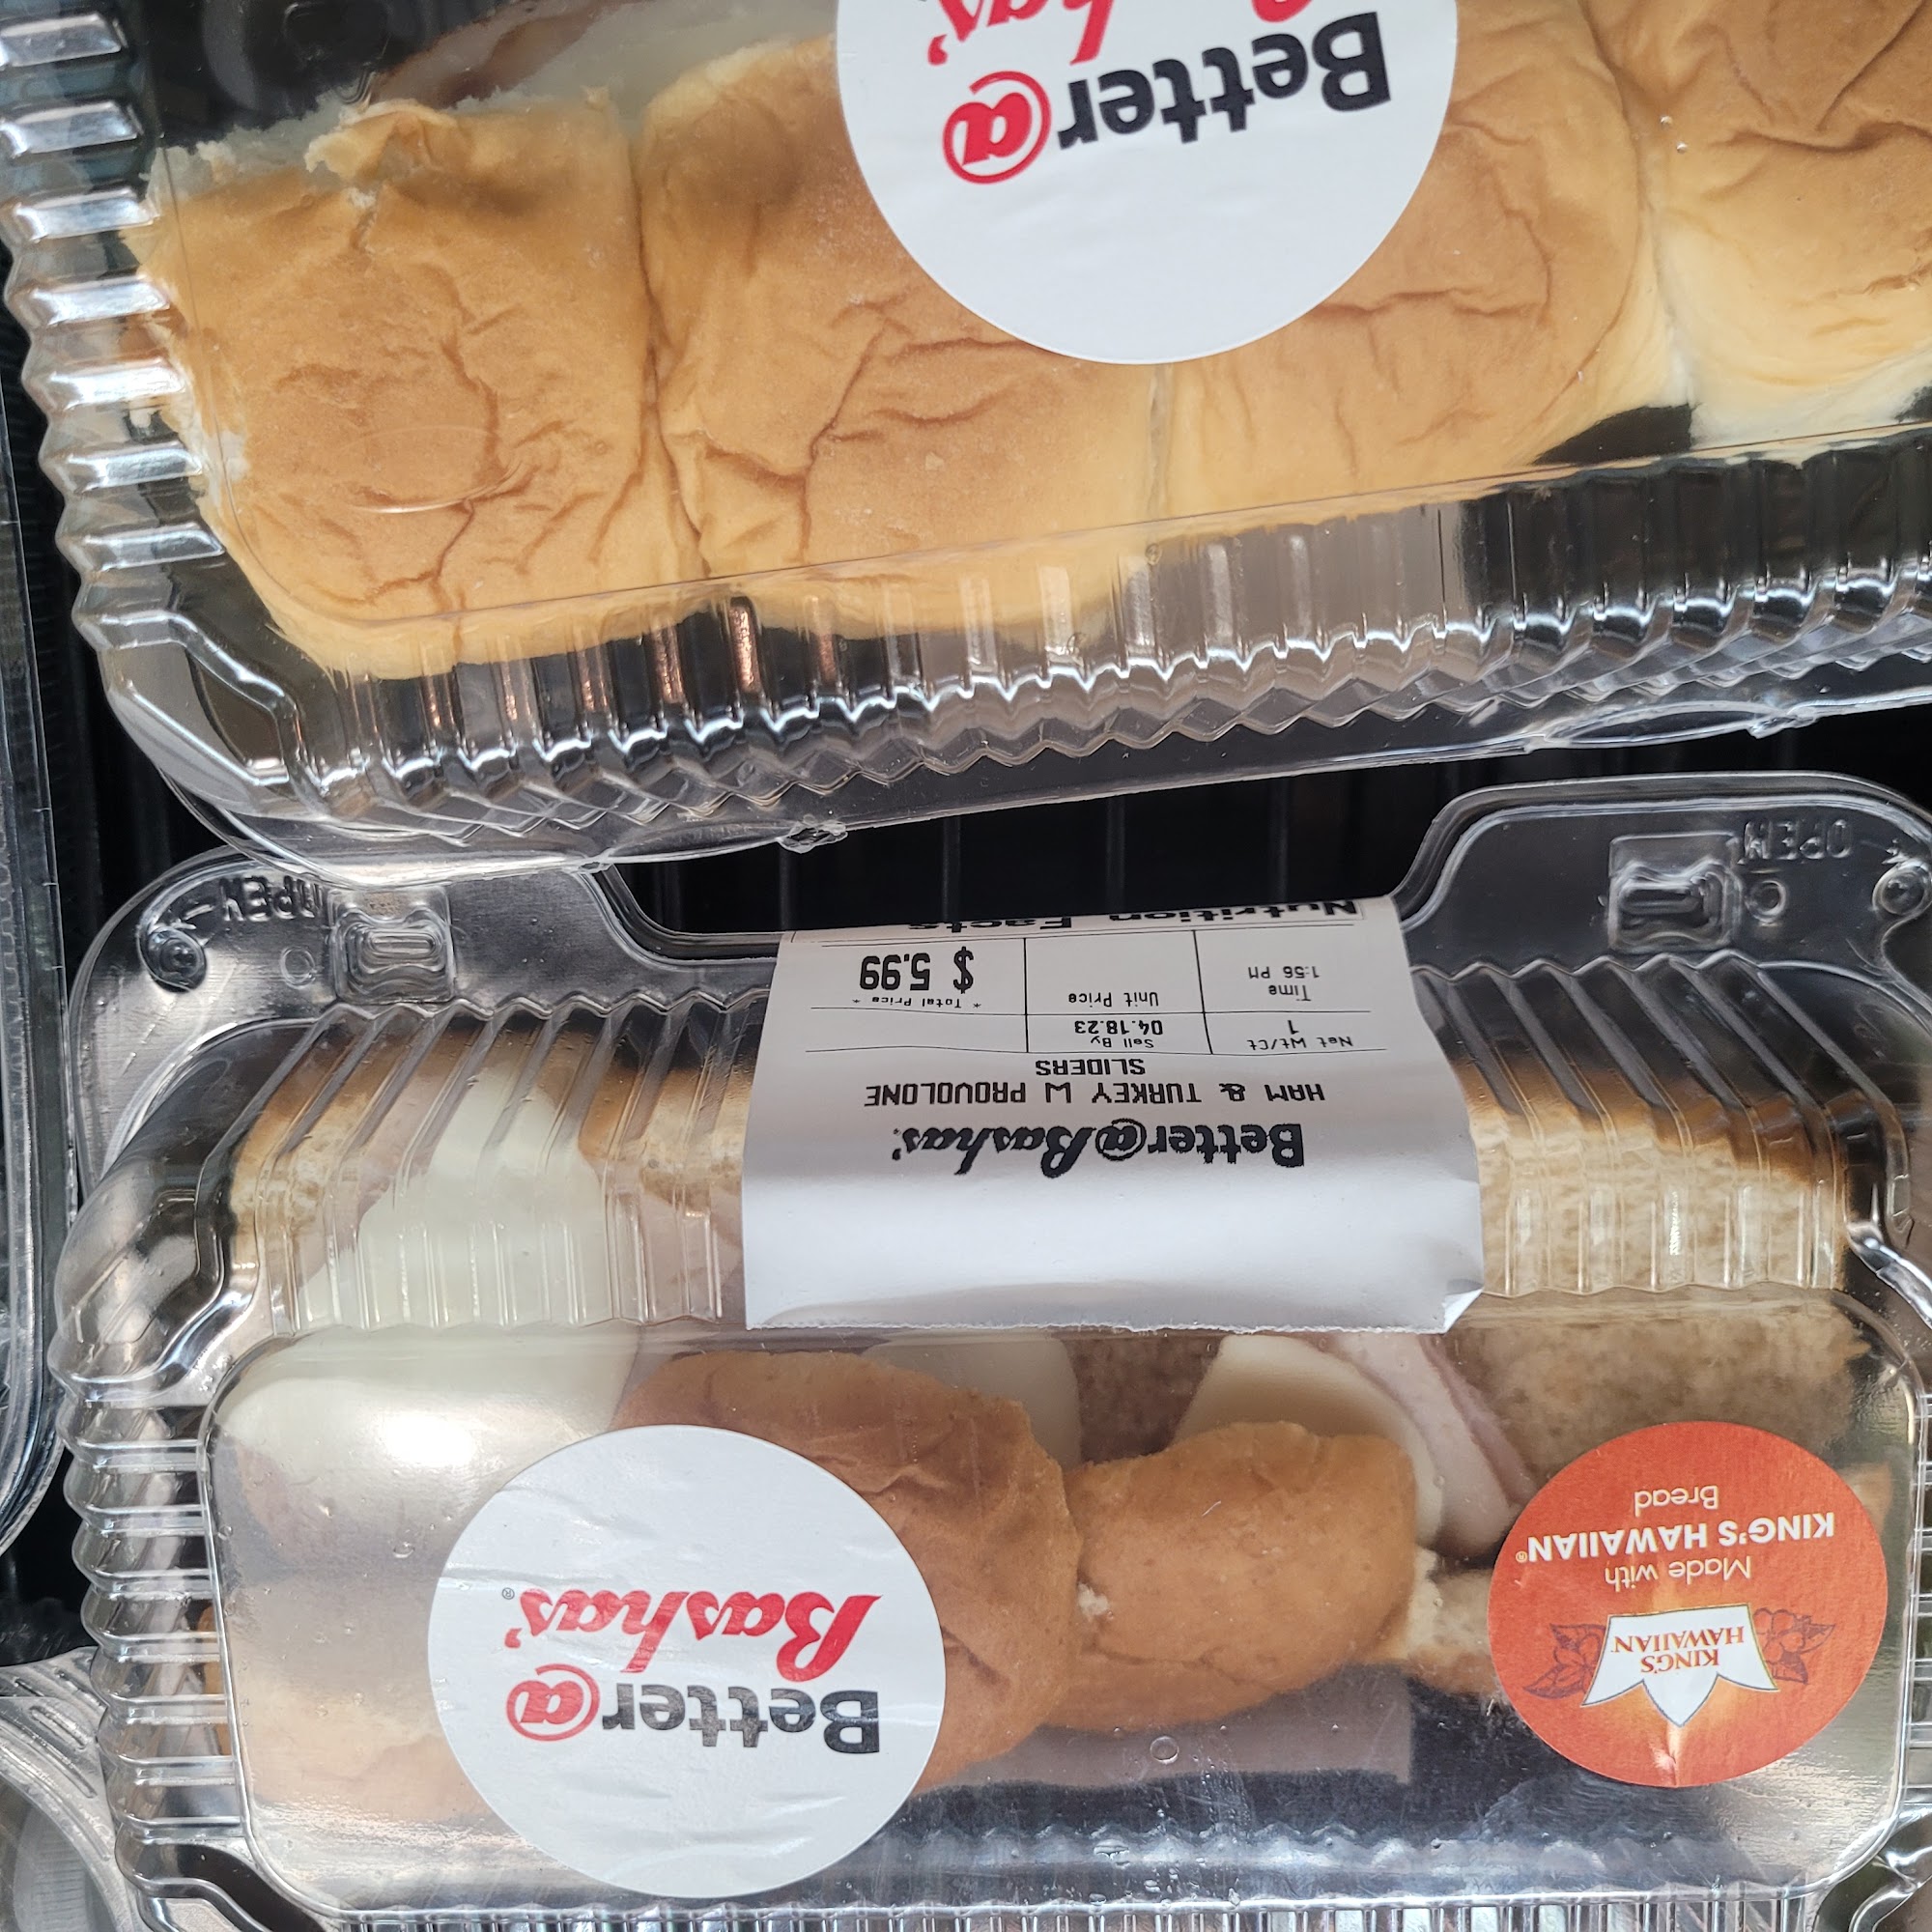 Better@
Bashas'®
Made with
KING'S HAWAIIAN®
Bread
KING'S
HAWAIIAN
Better@Bashas'.
HAM & TURKEY W PROVOLONE
SLIDERS
Net Wt/Ct
1
Sell By
04.18.23
Time
1:56 PM
Unit Price
* Total Price *
$ 5.99
Nutrition Facts
OPEN
OPEN
Better@